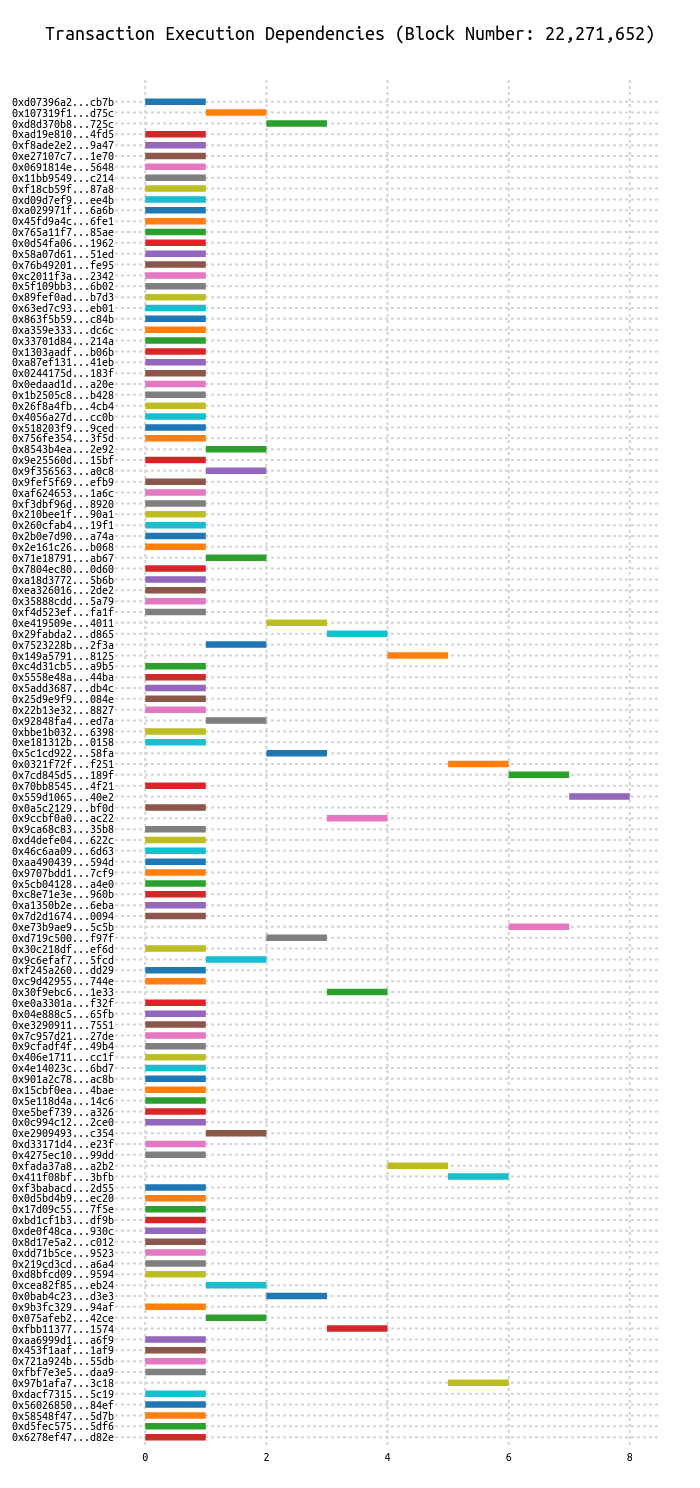 Transaction Execution Dependencies (Block Number: 22,271,652)
0xd07396a2...cb7b
0x107319f1...d75c
0xd8d370b8...725c
0xad19e810...4fd5
0xf8ade2e2...9a47
0xe27107c7...1e70
0x0691814e...5648
0x11bb9549...c214
0xf18cb59f...87a8
0xd09d7ef9...ee4b
0xa029971f...6a6b
0x45fd9a4c...6fe1
0x765a11f7...85ae
0x0d54fa06...1962
0x58a07d61...51ed
0x76b49201...fe95
0xc2011f3a...2342
0x5f109bb3...6b02
0x89fef0ad...b7d3
0x63ed7c93...eb01
0x863f5b59...c84b
0xa359e333...dc6c
0x33701d84...214a
0x1303aadf...b06b
0xa87ef131...41eb
0x0244175d...183f
0x0edaad1d...a20e
0x1b2505c8...b428
0x26f8a4fb...4cb4
0x4056a27d...cc0b
0x518203f9...9ced
0x756fe354...3f5d
0x8543b4ea...2e92
0x9e25560d...15bf
0x9f356563...a0c8
0x9fef5f69...efb9
0xaf624653...1a6c
0xf3dbf96d...8920
0x210bee1f...90a1
0x260cfab4...19f1
0x2b0e7d90...a74a
0x2e161c26...b068
0x71e18791...ab67
0x7804ec80...0d60
0xa18d3772...5b6b
0xea326016...2de2
0x35888cdd...5a79
0xf4d523ef...fa1f
0xe419509e...4011
0x29fabda2...d865
0x7523228b...2f3a
0x149a5791...8125
0xc4d31cb5...a9b5
0x5558e48a...44ba
0x5add3687...db4c
0x25d9e9f9...084e
0x22b13e32...8827
0x92848fa4...ed7a
0xbbe1b032...6398
0xe181312b...0158
0x5c1cd922...58fa
0x0321f72f...f251
0x7cd845d5...189f
0x70bb8545...4f21
0x559d1065...40e2
0x0a5c2129...bf0d
0x9ccbf0a0...ac22
0x9ca68c83...35b8
0xd4defe04...622c
0x46c6aa09...6d63
0xaa490439...594d
0x9707bdd1...7cf9
0x5cb04128...a4e0
0xc8e71e3e...960b
0xa1350b2e...6eba
0x7d2d1674...0094
0xe73b9ae9...5c5b
0xd719c500...f97f
0x30c218df...ef6d
0x9c6efaf7...5fcd
0xf245a260...dd29
0xc9d42955...744e
0x30f9ebc6...1e33
0xe0a3301a...f32f
0x04e888c5...65fb
0xe3290911...7551
0x7c957d21...27de
0x9cfadf4f...49b4
0x406e1711...cc1f
0x4e14023c...6bd7
0x901a2c78...ac8b
0x15cbf0ea...4bae
0x5e118d4a...14c6
0xe5bef739...a326
0x0c994c12...2ce0
0xe2909493...c354
0xd33171d4...e23f
0x4275ec10...99dd
0xfada37a8...a2b2
0x411f08bf...3bfb
0xf3babacd...2d55
0x0d5bd4b9...ec20
0x17d09c55...7f5e
0xbd1cf1b3...df9b
0xde0f48ca...930c
0x8d17e5a2...c012
0xdd71b5ce...9523
0x219cd3cd...a6a4
0xd8bfcd09...9594
0xcea82f85...eb24
0x0bab4c23...d3e3
0x9b3fc329...94af
0x075afeb2...42ce
0xfbb11377...1574
0xaa6999d1...a6f9
0x453f1aaf...1af9
0x721a924b...55db
0xfbf7e3e5...daa9
0x97b1afa7...3c18
0xdacf7315...5c19
0x56026850...84ef
0x58548f47...5d7b
0xd5fec575...5df6
0x6278ef47...d82e
0 2 4 6 8